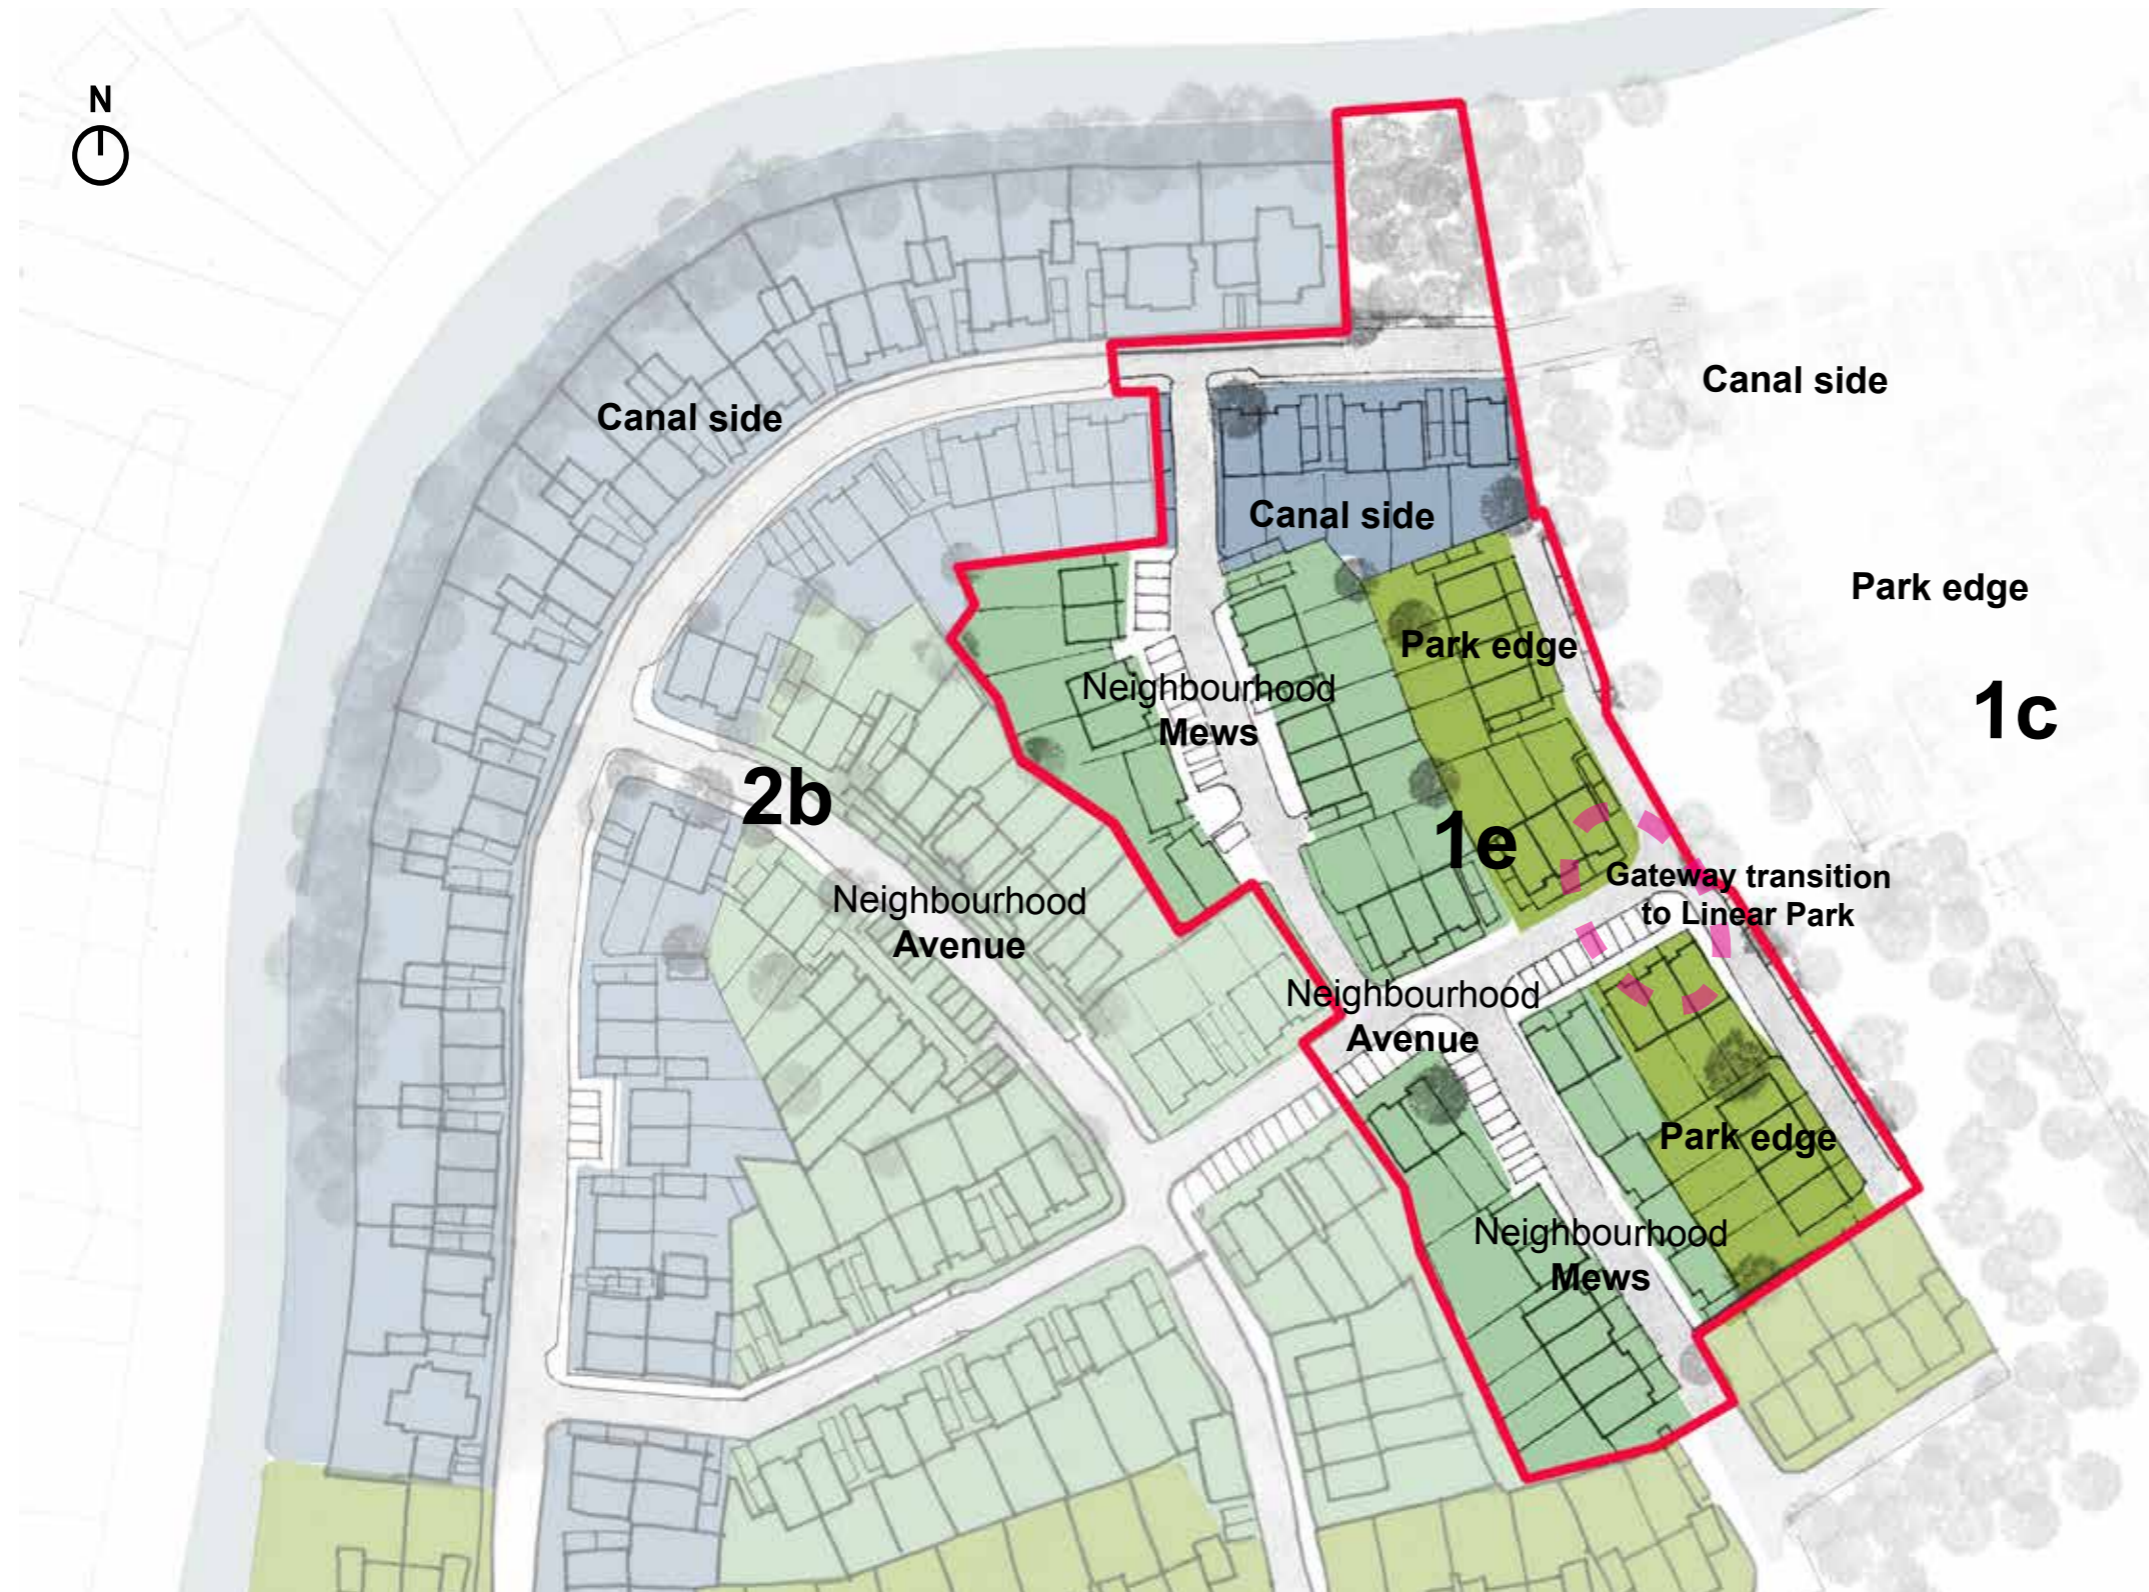 N
Canal side
Canal side
Canal side
Park edge
Park edge
1c
Neighbourhood
Mews
2b
1e
Gateway transition
to Linear Park
Neighbourhood
Avenue
Neighbourhood
Avenue
Park edge
Neighbourhood
Mews